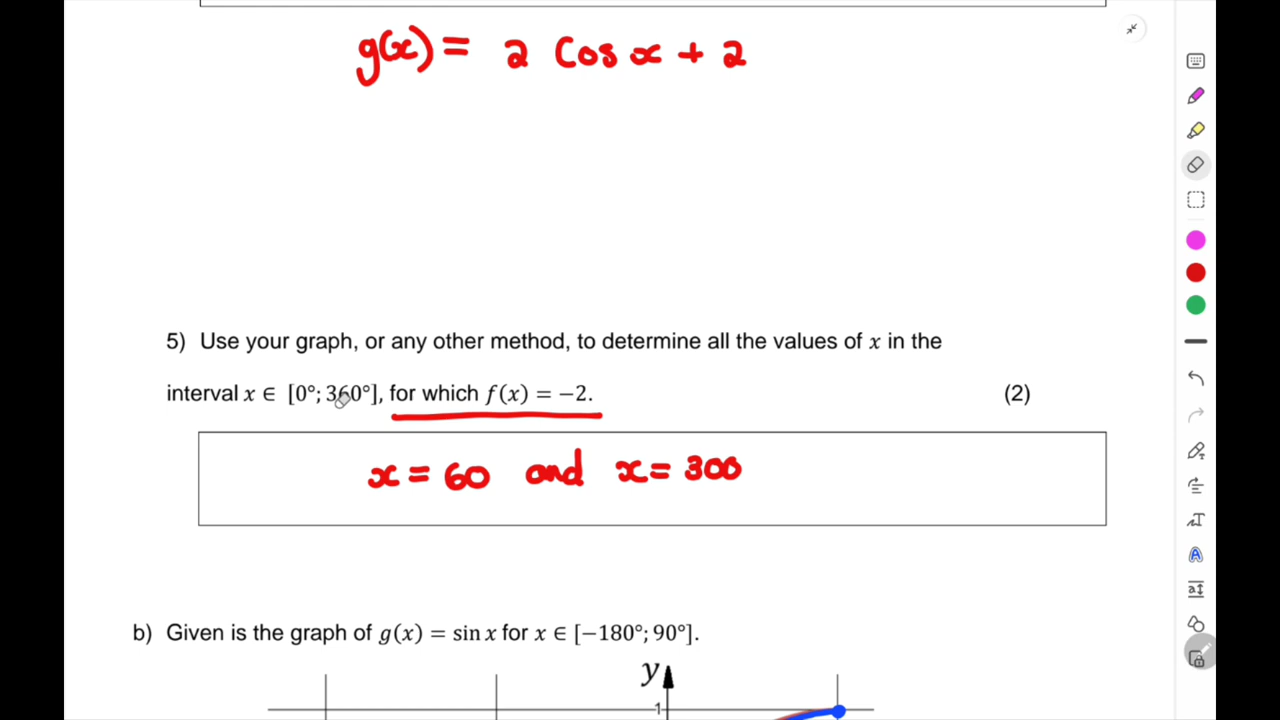 g(x) = 2 Cos x + 2
5) Use your graph, or any other method, to determine all the values of x in the
interval x ∈ [0°; 360°], for which f(x) = −2. (2)
x = 60 and x = 300
b) Given is the graph of g(x) = sin x for x ∈ [−180°; 90°].
y
1